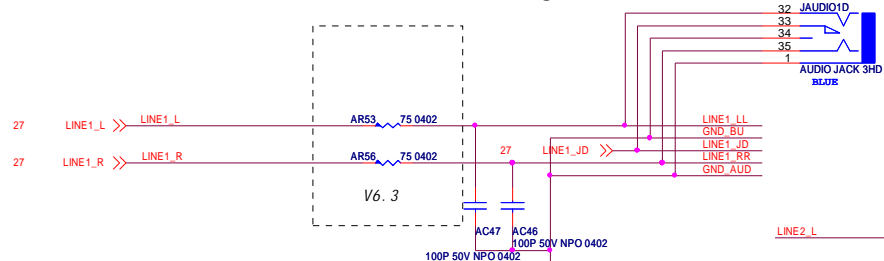 32 JAUDIO1D
33
34
35
1
AUDIO JACK 3HD
BLUE
27 LINE1_L LINE1_L AR53 75 0402 LINE1_LL
GND_BU
27 LINE1_JD LINE1_JD
27 LINE1_R LINE1_R AR56 75 0402 LINE1_RR
GND_AUD
V6.3
AC47 AC46
100P 50V NPO 0402
100P 50V NPO 0402
LINE2_L